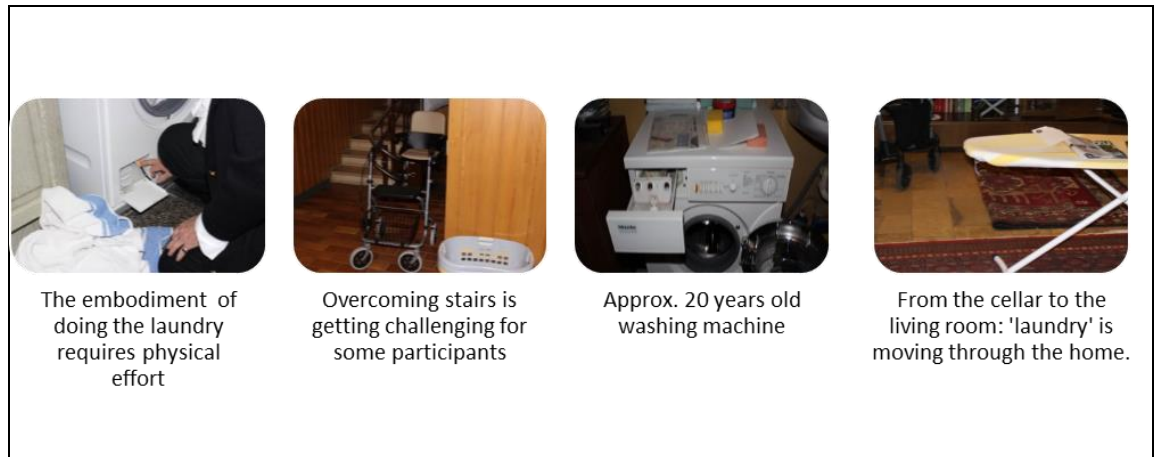 The embodiment of
doing the laundry
requires physical
effort
Overcoming stairs is
getting challenging for
some participants
Approx. 20 years old
washing machine
From the cellar to the
living room: 'laundry' is
moving through the home.